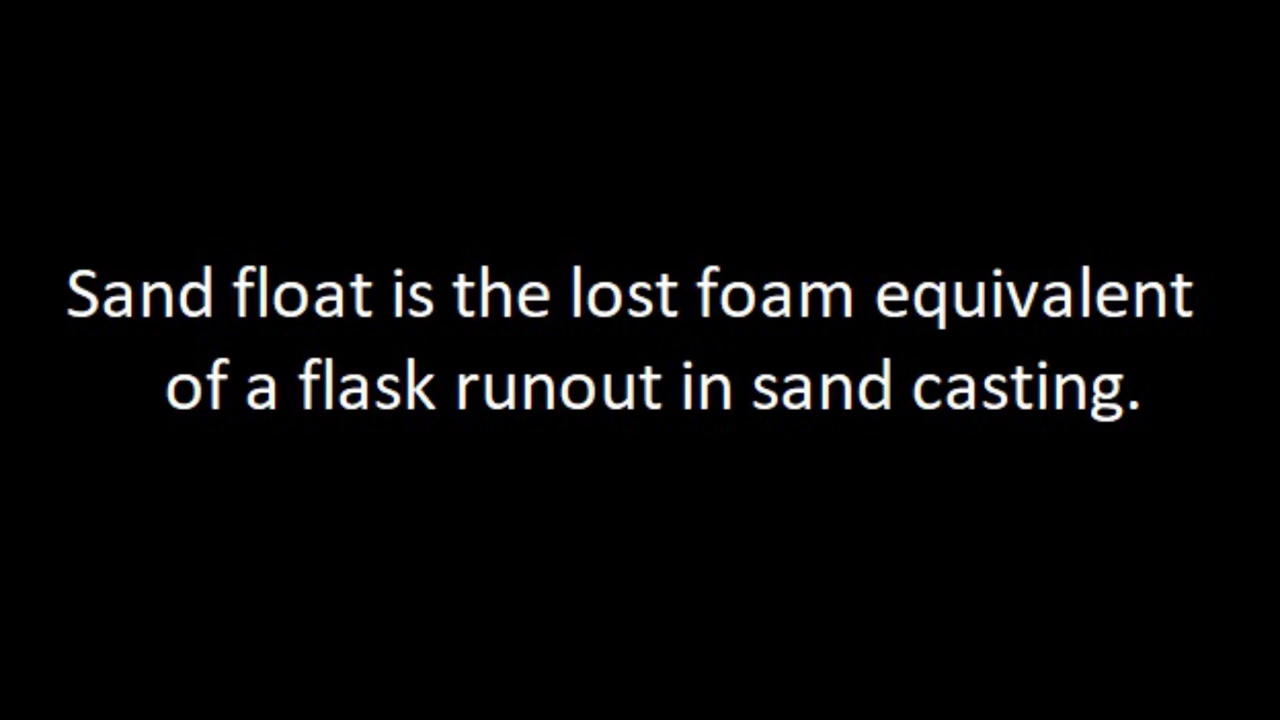 Sand float is the lost foam equivalent
of a flask runout in sand casting.